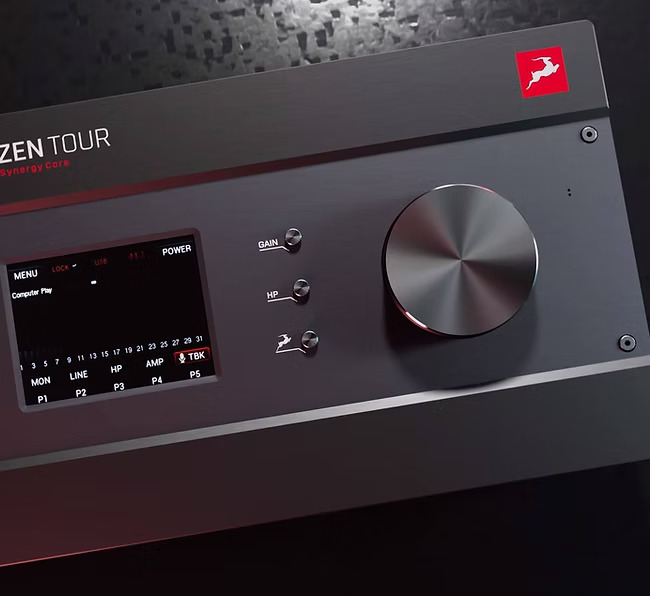 ZEN TOUR
Synergy Core
MENU LOCK USB POWER
Computer Play
1 3 5 7 9 11 13 15 17 19 21 23 25 27 29 31
MON LINE HP AMP TBK
P1 P2 P3 P4 P5
GAIN
HP